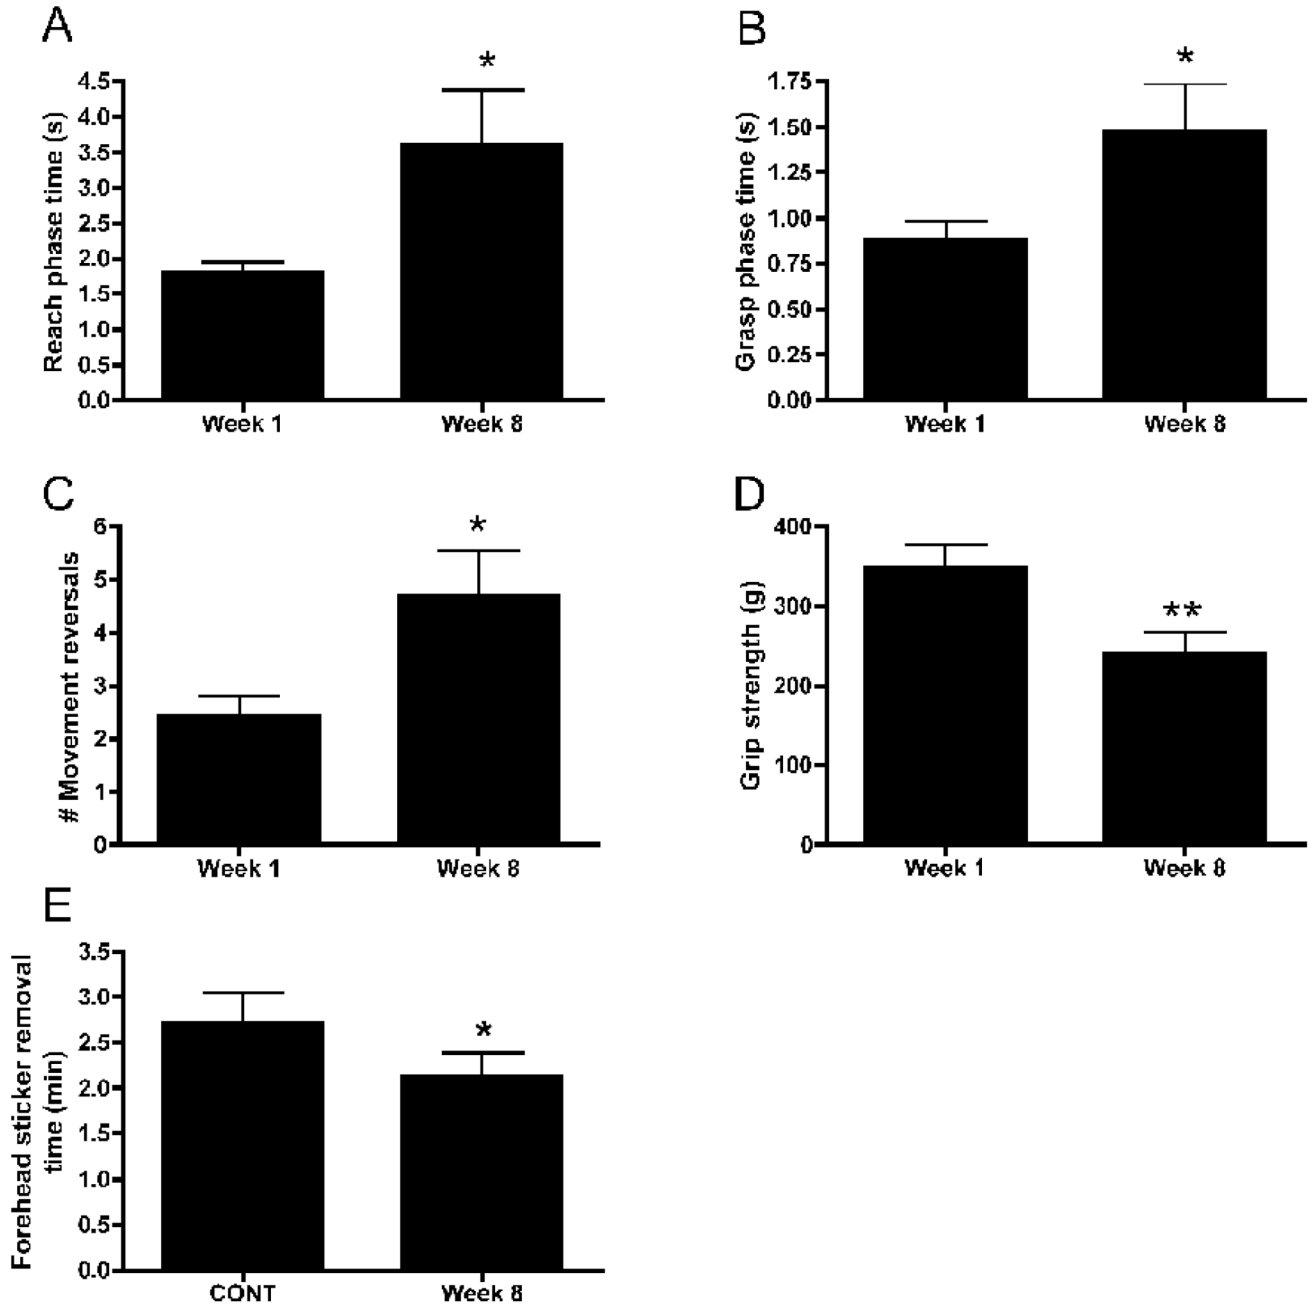 A
*
Reach phase time (s)
4.5
4.0
3.5
3.0
2.5
2.0
1.5
1.0
0.5
0.0
Week 1
Week 8
B
*
Grasp phase time (s)
1.75
1.50
1.25
1.00
0.75
0.50
0.25
0.00
Week 1
Week 8
C
*
# Movement reversals
6
5
4
3
2
1
0
Week 1
Week 8
D
**
Grip strength (g)
400
300
200
100
0
Week 1
Week 8
E
*
Forehead sticker removal
time (min)
3.5
3.0
2.5
2.0
1.5
1.0
0.5
0.0
CONT
Week 8